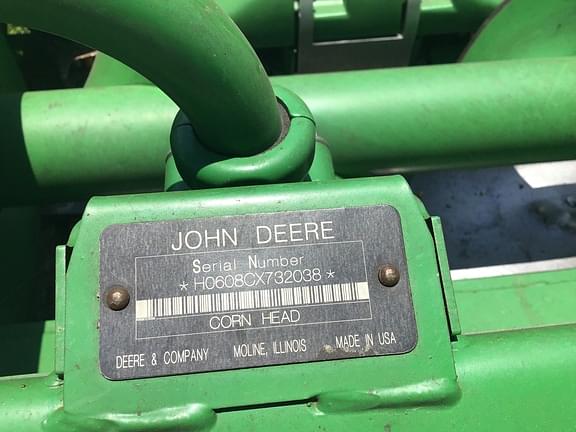 JOHN DEERE
Serial Number
*H0608CX732038*
CORN HEAD
DEERE & COMPANY MOLINE, ILLINOIS MADE IN USA